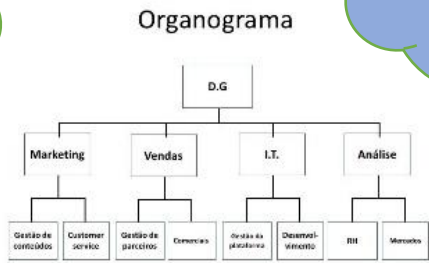 Organograma
D.G
Marketing
Vendas
I.T.
Análise
Gestão de
conteúdos
Customer
service
Gestão de
parceiros
Comerciais
Gestão da
plataforma
Desenvol-
vimento
RH
Mercados